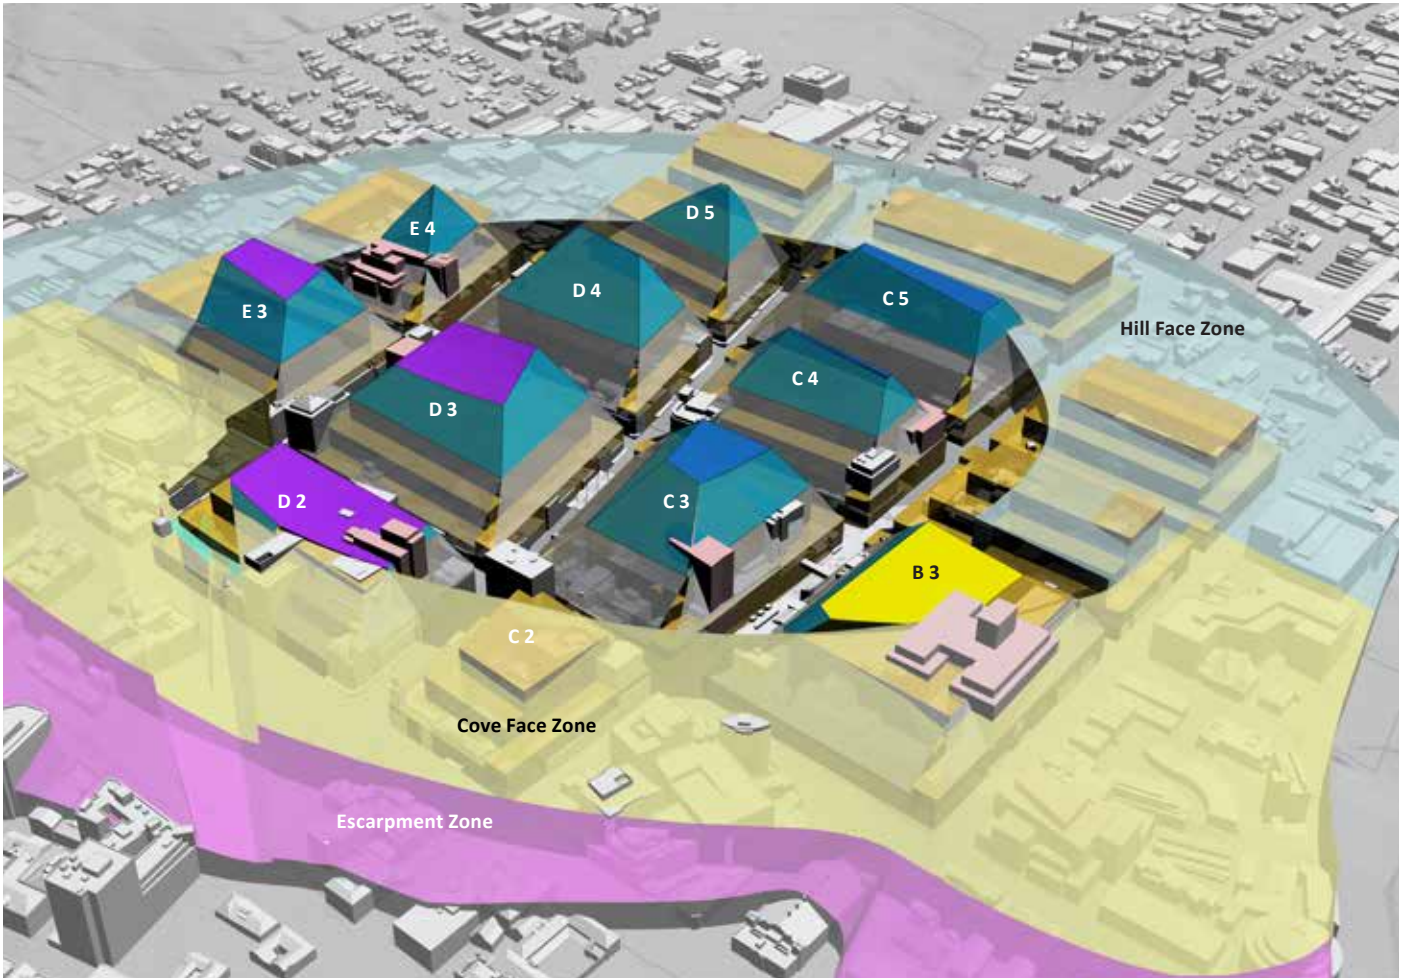 D 5
E 4
D 4
C 5
E 3
Hill Face Zone
C 4
D 3
D 2
C 3
B 3
C 2
Cove Face Zone
Escarpment Zone